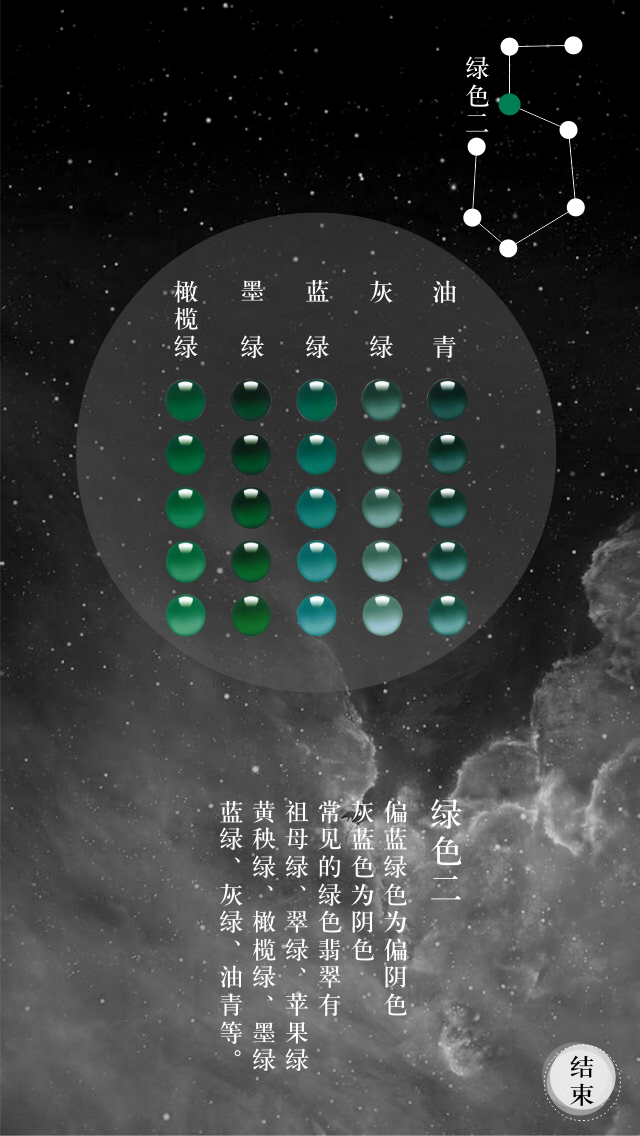 绿色二
油青
灰绿
蓝绿
墨绿
橄榄绿
绿色二
偏蓝绿色为偏阴色
灰蓝色为阴色
常见的绿色翡翠有
祖母绿、翠绿、苹果绿
黄秧绿、橄榄绿、墨绿
蓝绿、灰绿、油青等。
结束